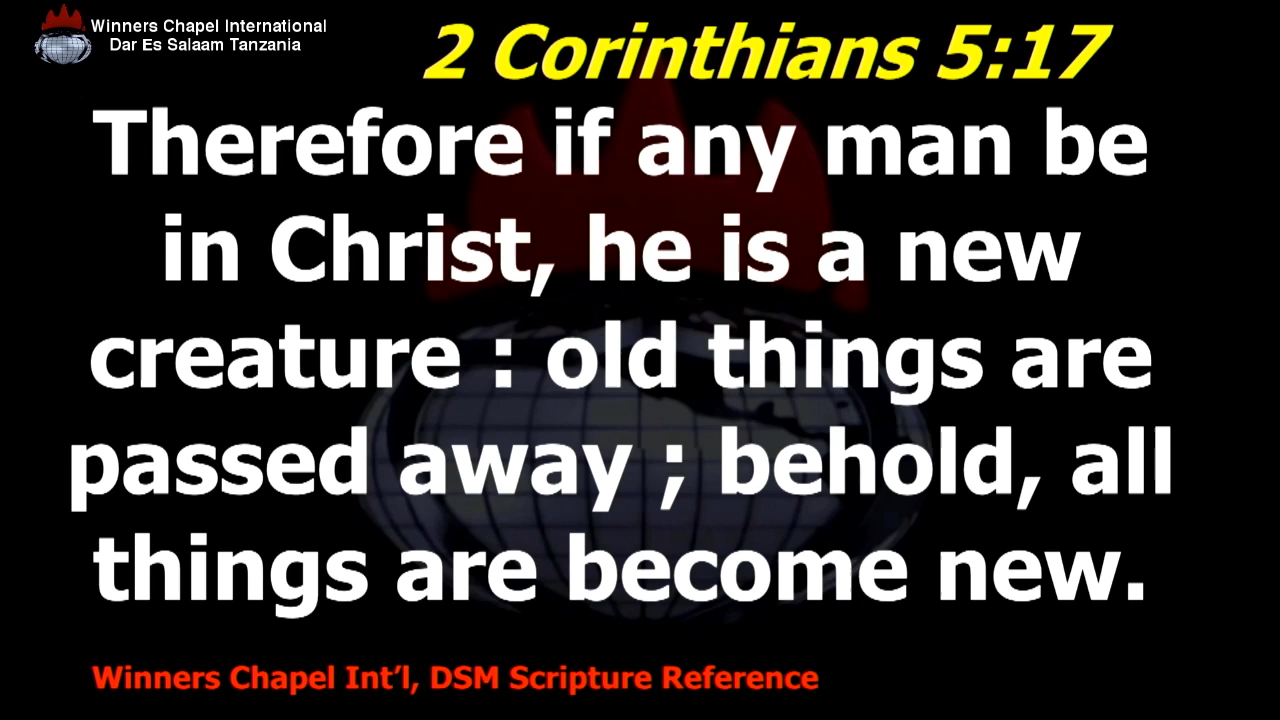 Winners Chapel International
Dar Es Salaam Tanzania
2 Corinthians 5:17
Therefore if any man be
in Christ, he is a new
creature : old things are
passed away ; behold, all
things are become new.
Winners Chapel Int’l, DSM Scripture Reference